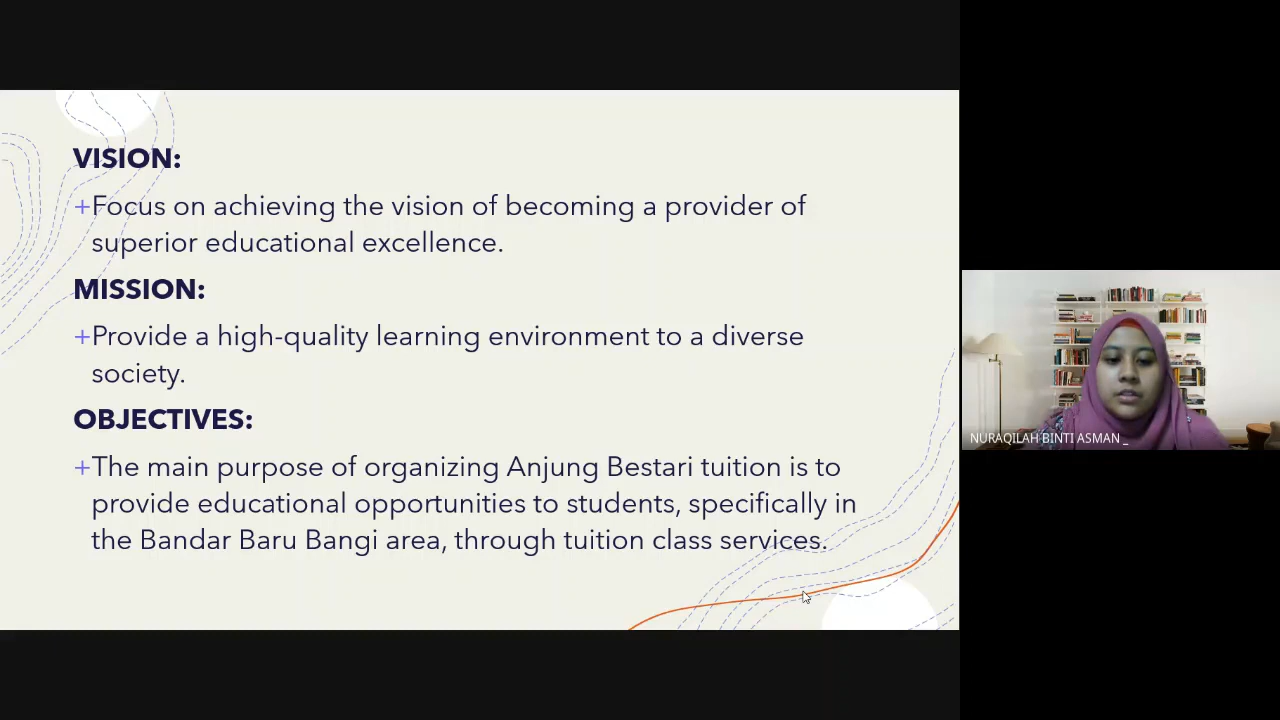 VISION:
+Focus on achieving the vision of becoming a provider of
superior educational excellence.
MISSION:
+Provide a high-quality learning environment to a diverse
society.
OBJECTIVES:
+The main purpose of organizing Anjung Bestari tuition is to
provide educational opportunities to students, specifically in
the Bandar Baru Bangi area, through tuition class services.
NURAQILAH BINTI ASMAN _